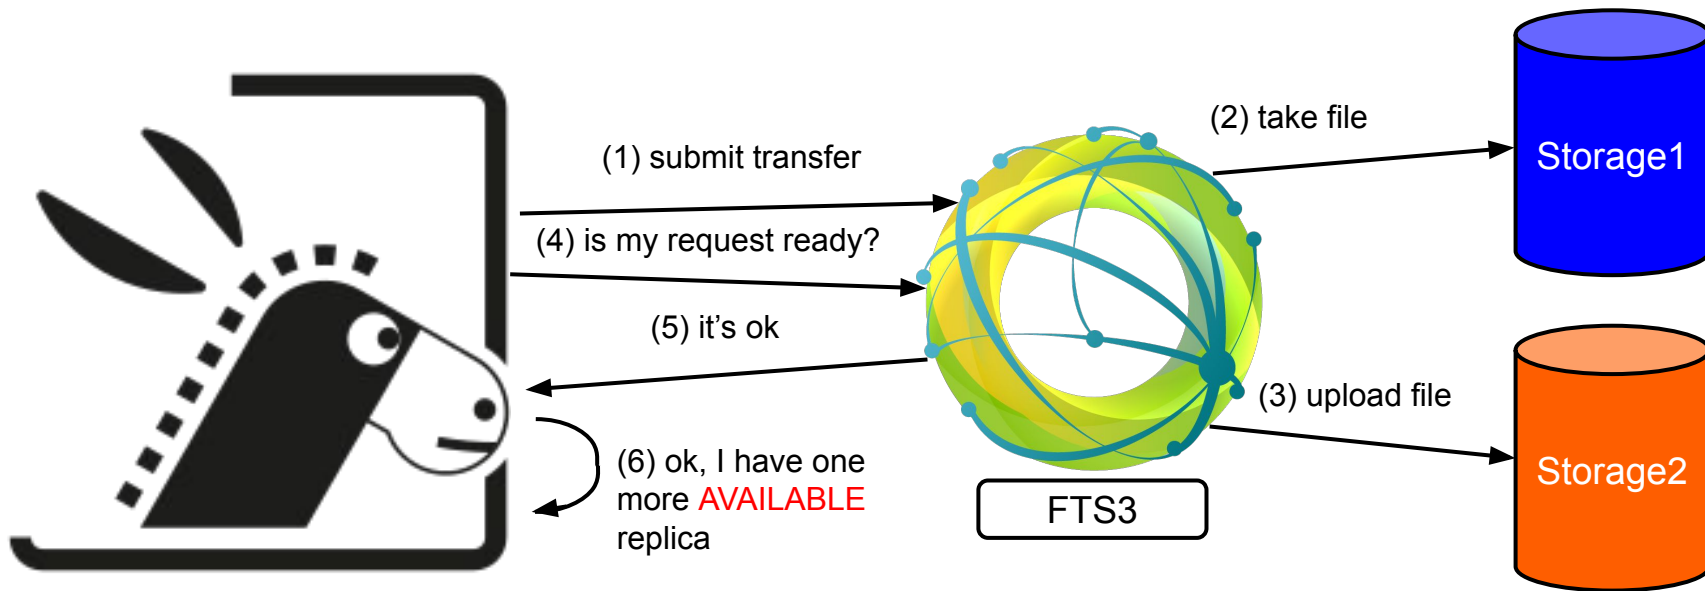 (1) submit transfer
(2) take file
Storage1
(4) is my request ready?
(5) it's ok
(3) upload file
Storage2
(6) ok, I have one
more AVAILABLE
replica
FTS3